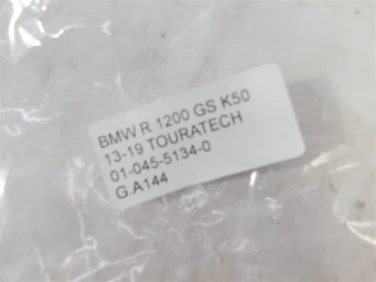 BMW R 1200 GS K50
13-19 TOURATECH
01-045-5134-0
G.A144